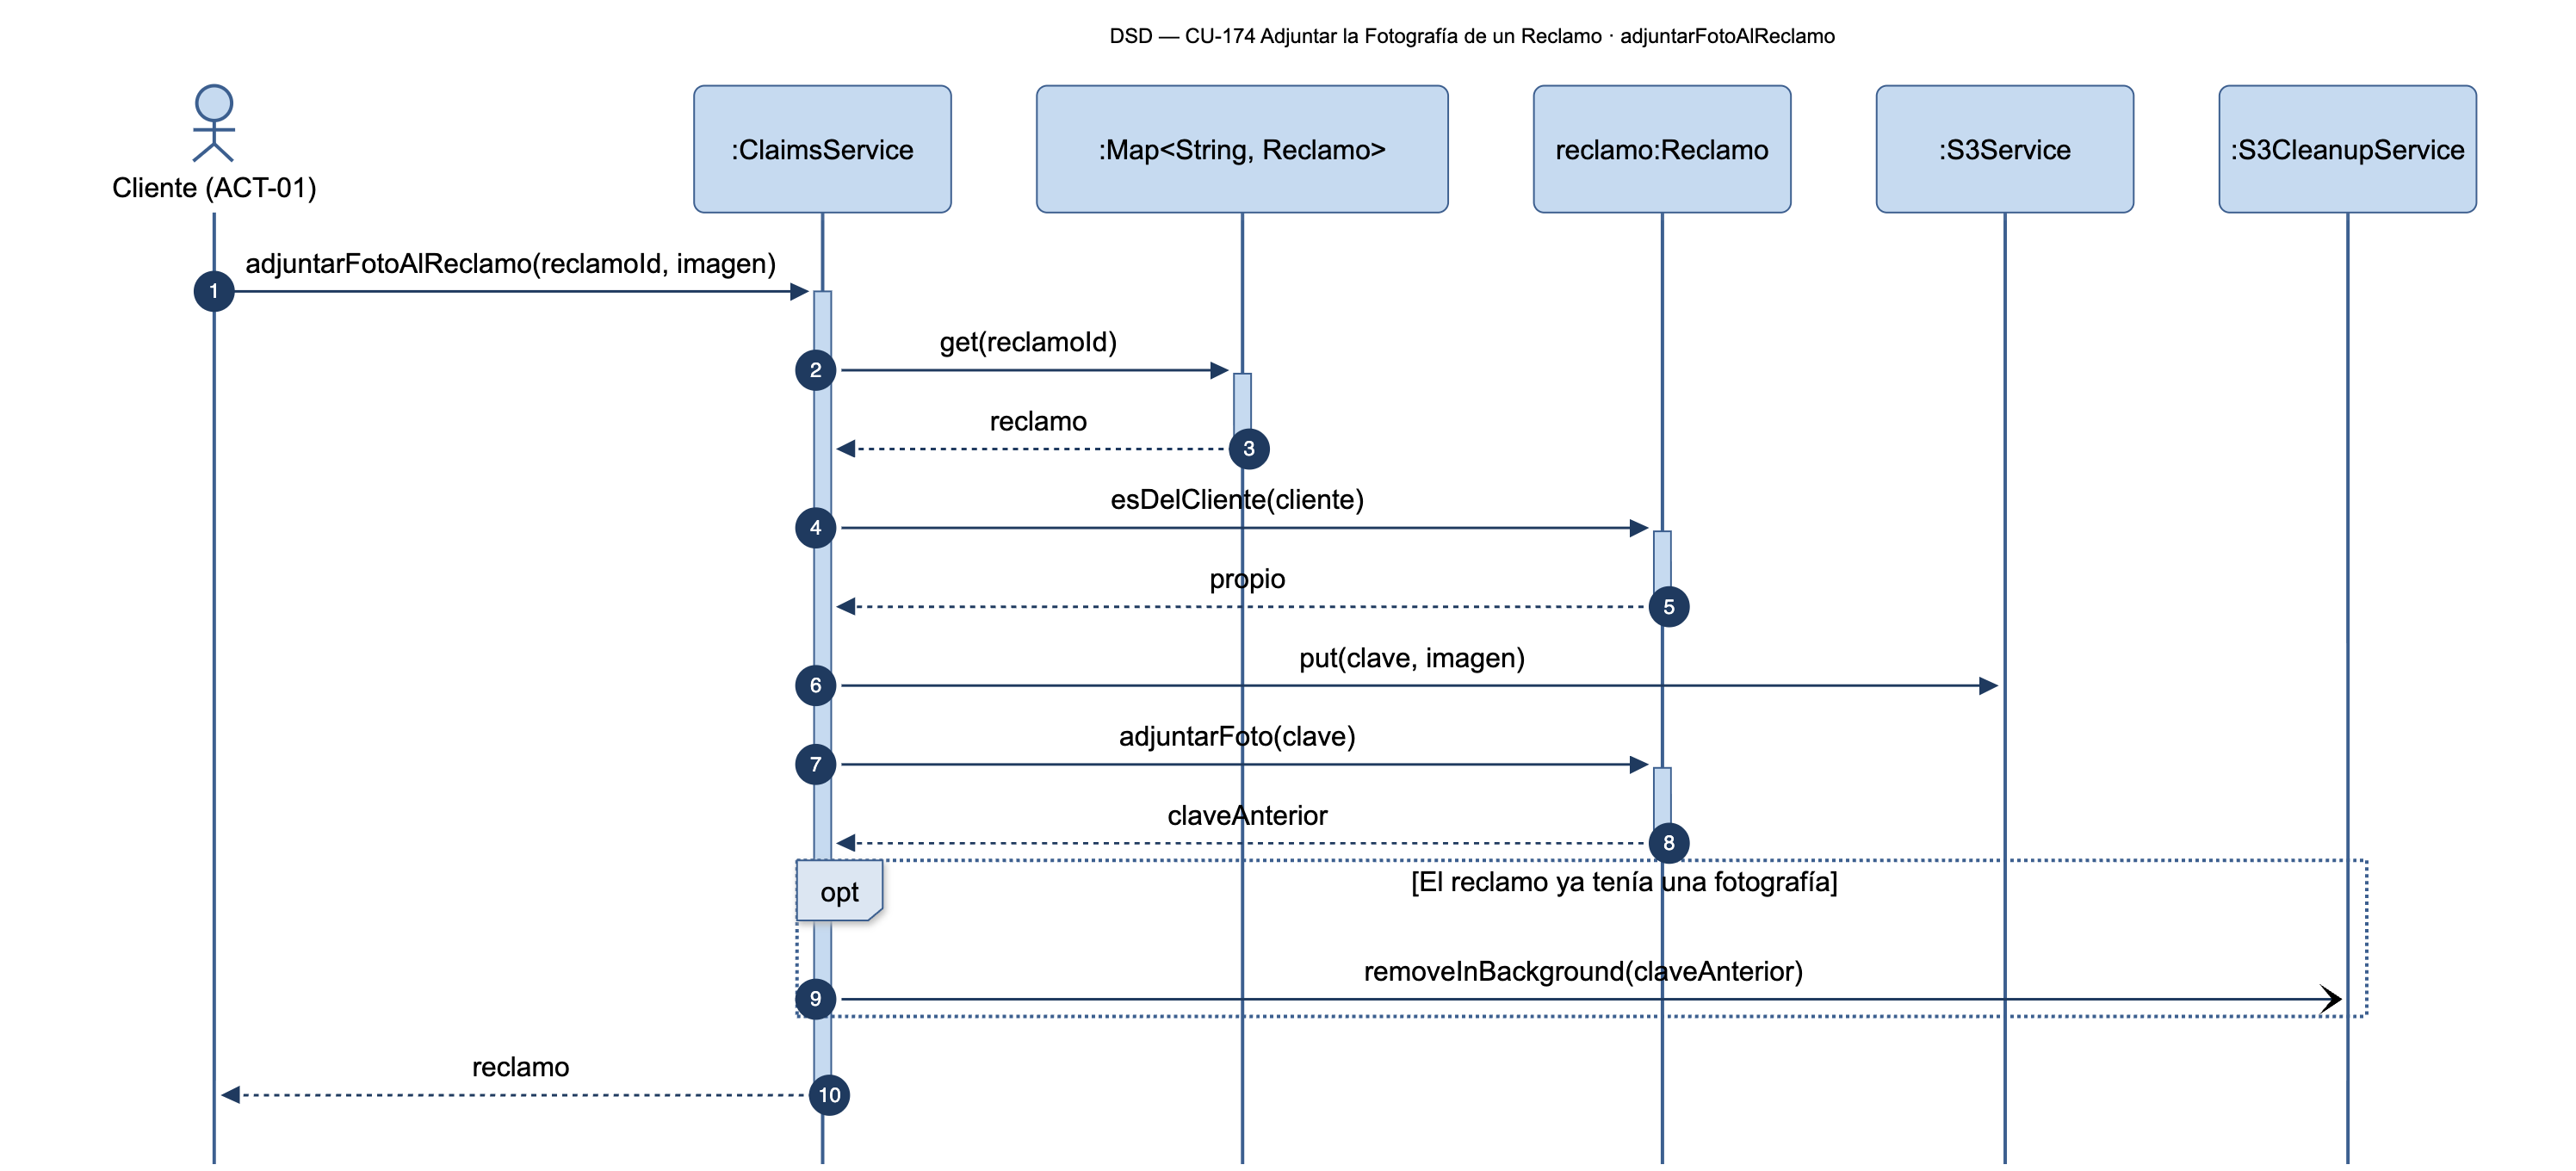 DSD — CU-174 Adjuntar la Fotografía de un Reclamo · adjuntarFotoAlReclamo
Cliente (ACT-01)
:ClaimsService
:Map<String, Reclamo>
reclamo:Reclamo
:S3Service
:S3CleanupService
1
adjuntarFotoAlReclamo(reclamoId, imagen)
2
get(reclamoId)
reclamo
3
4
esDelCliente(cliente)
propio
5
6
put(clave, imagen)
7
adjuntarFoto(clave)
claveAnterior
8
opt
[El reclamo ya tenía una fotografía]
9
removeInBackground(claveAnterior)
reclamo
10